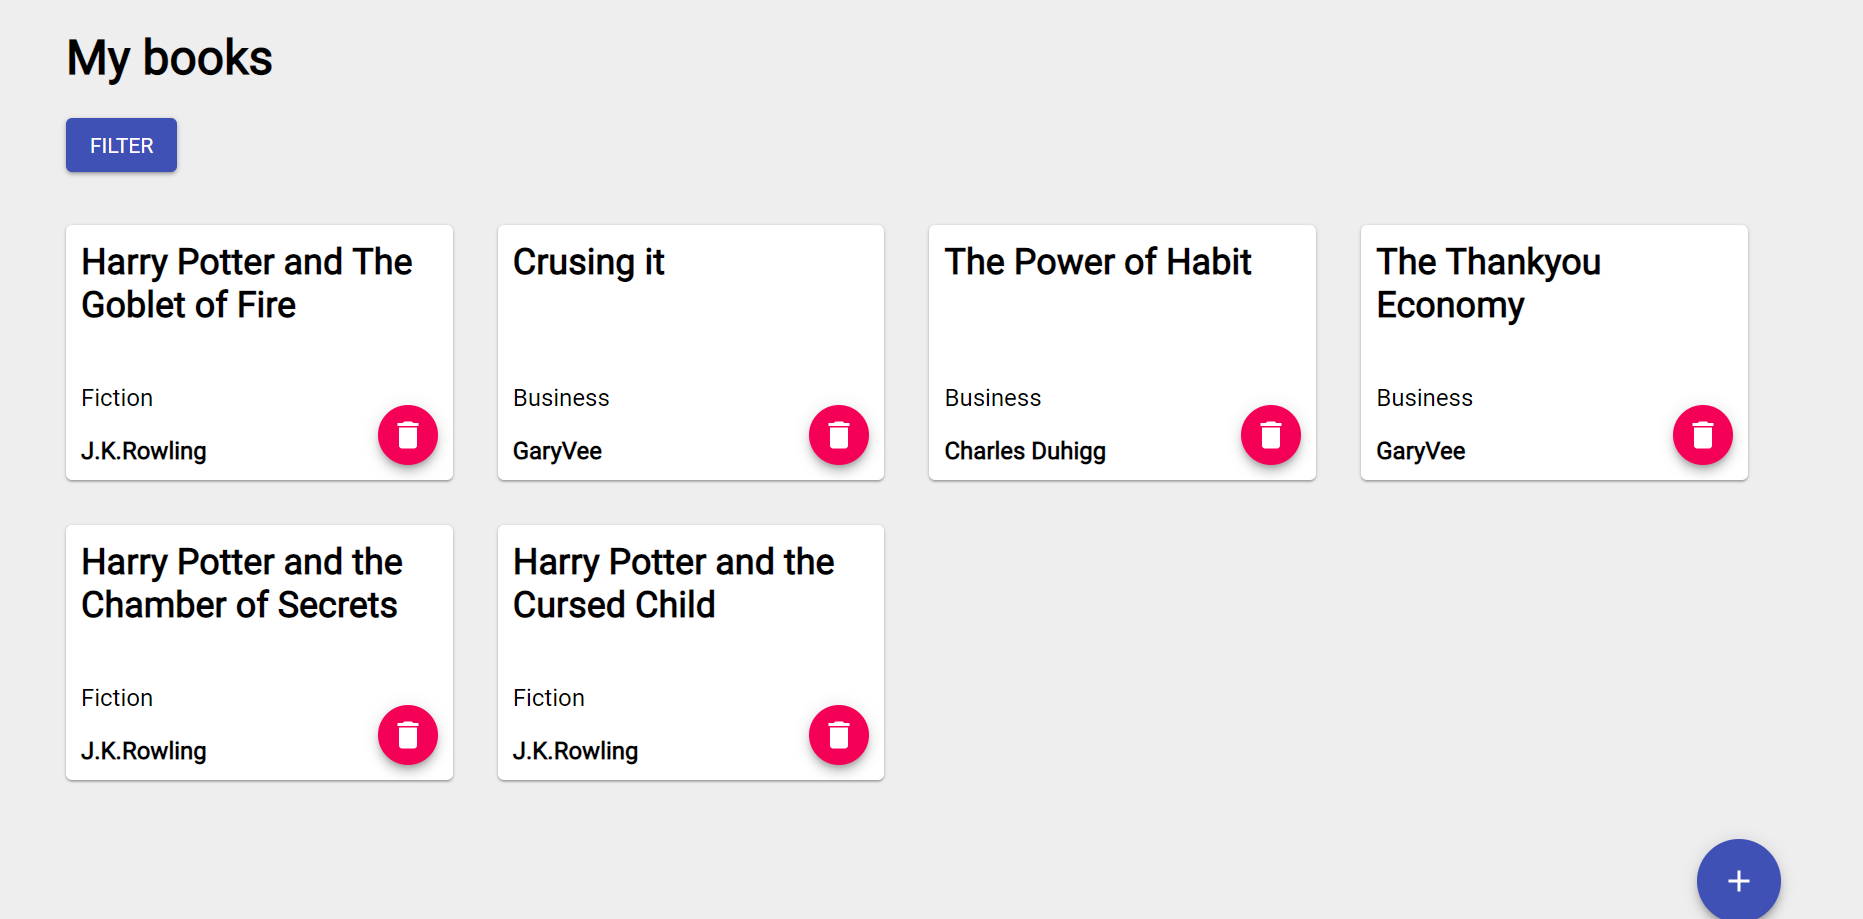 My books
FILTER
Harry Potter and The
Goblet of Fire
Fiction
J.K.Rowling
Crusing it
Business
GaryVee
The Power of Habit
Business
Charles Duhigg
The Thankyou
Economy
Business
GaryVee
Harry Potter and the
Chamber of Secrets
Fiction
J.K.Rowling
Harry Potter and the
Cursed Child
Fiction
J.K.Rowling